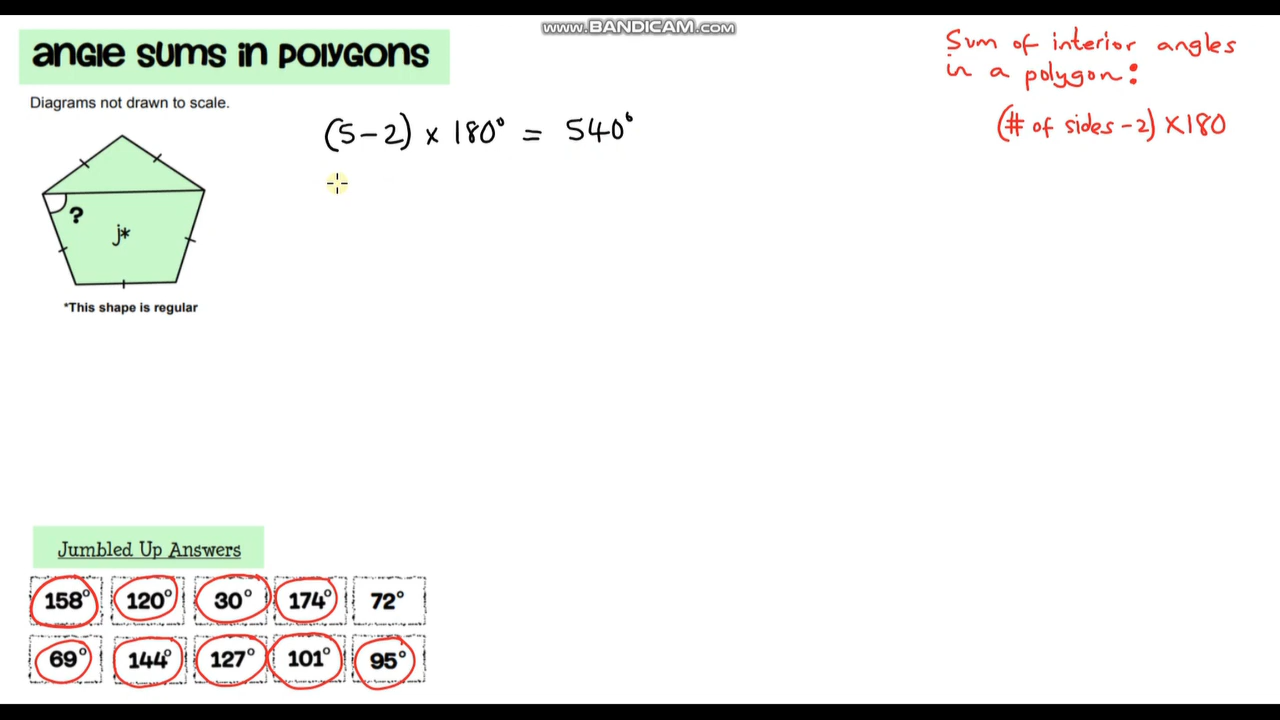 www.BANDICAM.com
Angle Sums in Polygons
Sum of interior angles
in a polygon:
(# of sides - 2) × 180
Diagrams not drawn to scale.
(5 - 2) × 180° = 540°
?
j*
*This shape is regular
Jumbled Up Answers
158° 120° 30° 174° 72°
69° 144° 127° 101° 95°